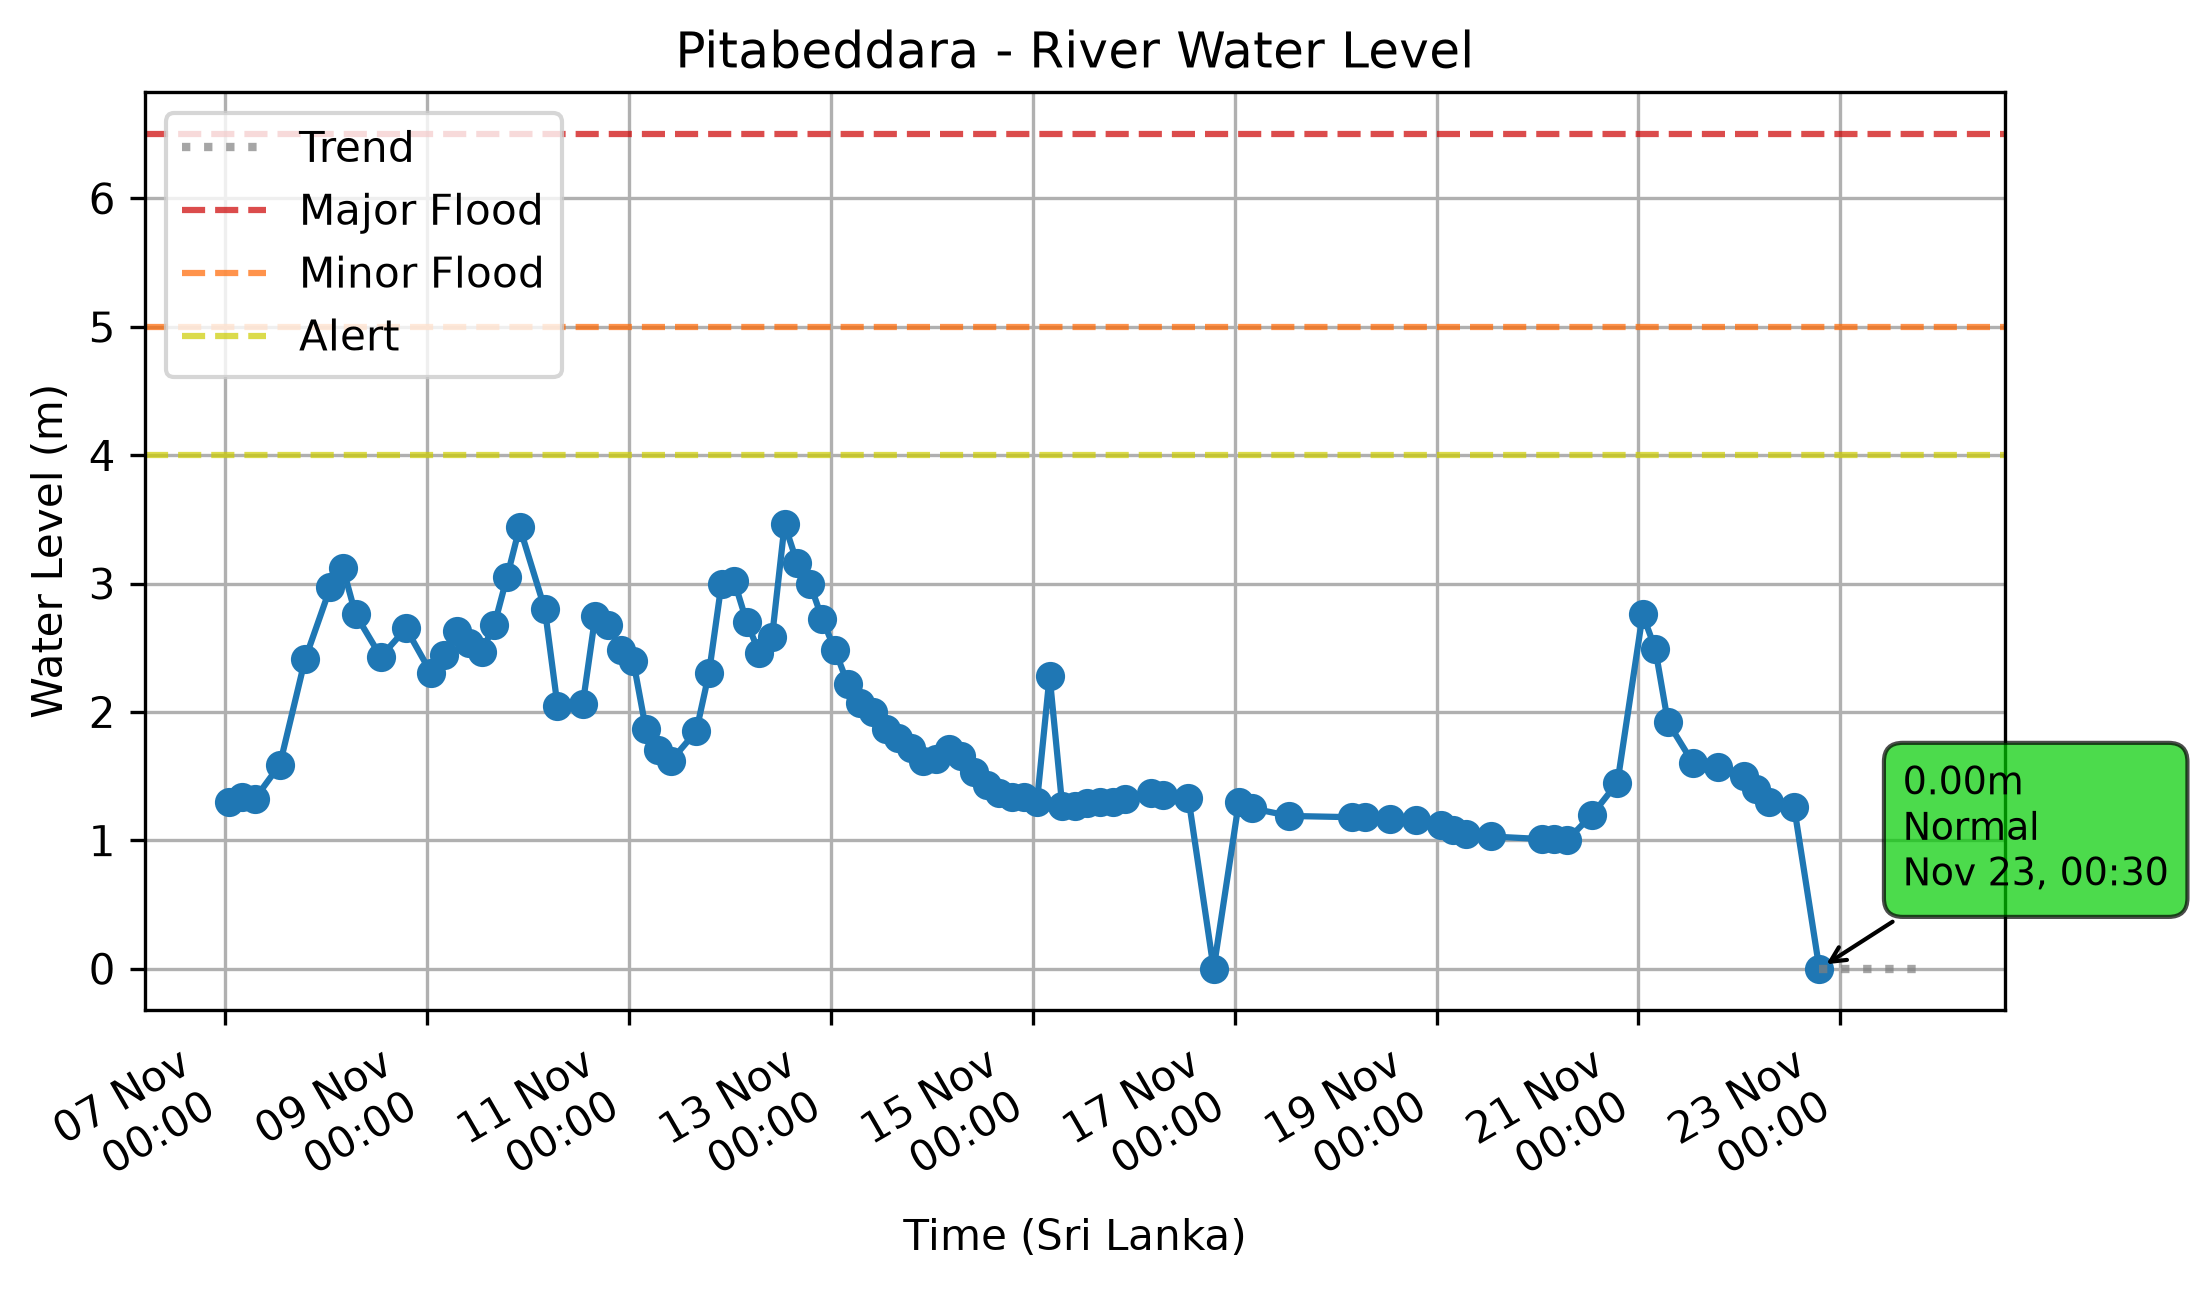 Pitabeddara - River Water Level
Trend
Major Flood
Minor Flood
Alert
Water Level (m)
6
5
4
3
2
1
0
0.00m
Normal
Nov 23, 00:30
07 Nov
00:00
09 Nov
00:00
11 Nov
00:00
13 Nov
00:00
15 Nov
00:00
17 Nov
00:00
19 Nov
00:00
21 Nov
00:00
23 Nov
00:00
Time (Sri Lanka)